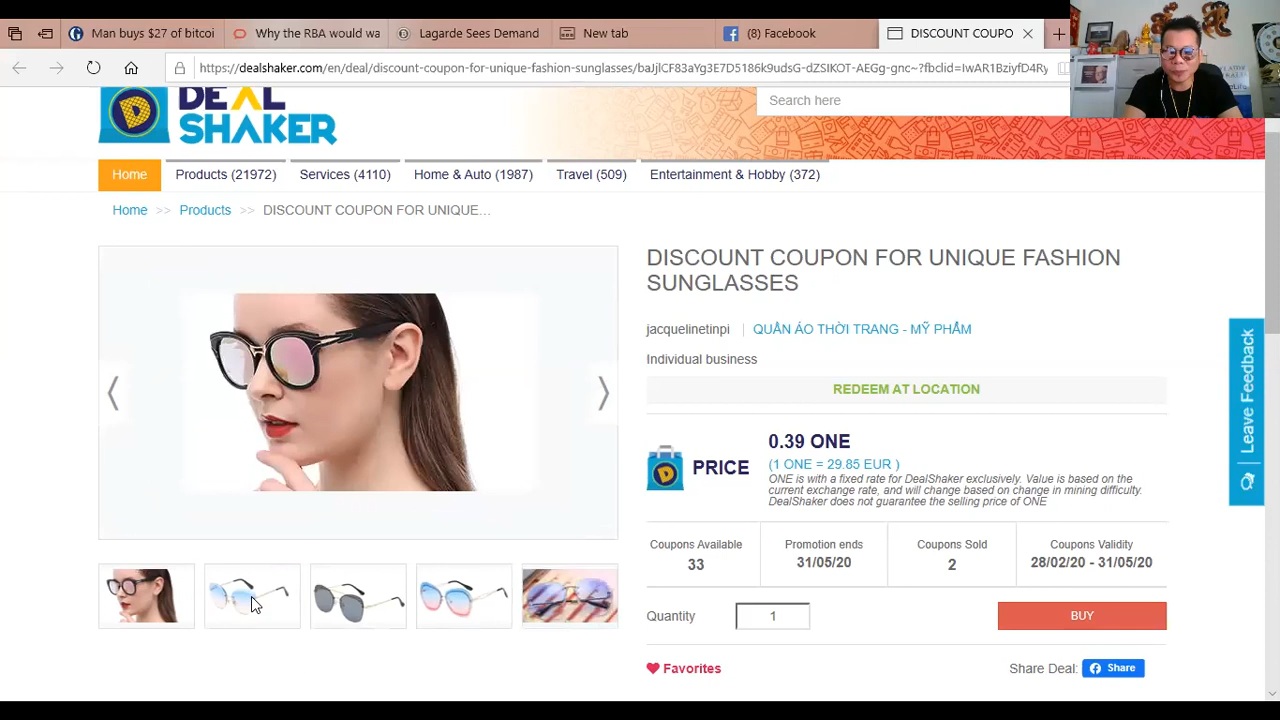 Man buys $27 of bitcoi
Why the RBA would wa
Lagarde Sees Demand
New tab
(8) Facebook
DISCOUNT COUPO
https://dealshaker.com/en/deal/discount-coupon-for-unique-fashion-sunglasses/baJjlCF83aYg3E7D5186k9udsG-dZSIKOT-AEGg-gnc~?fbclid=IwAR1BziyfD4Ry
DEAL
SHAKER
Search here
Home
Products (21972)
Services (4110)
Home & Auto (1987)
Travel (509)
Entertainment & Hobby (372)
Home >> Products >> DISCOUNT COUPON FOR UNIQUE...
DISCOUNT COUPON FOR UNIQUE FASHION
SUNGLASSES
jacquelinetinpi | QUẦN ÁO THỜI TRANG - MỸ PHẨM
Individual business
REDEEM AT LOCATION
PRICE
0.39 ONE
(1 ONE = 29.85 EUR )
ONE is with a fixed rate for DealShaker exclusively. Value is based on the
current exchange rate, and will change based on change in mining difficulty.
DealShaker does not guarantee the selling price of ONE
Coupons Available
33
Promotion ends
31/05/20
Coupons Sold
2
Coupons Validity
28/02/20 - 31/05/20
Quantity
1
BUY
Favorites
Share Deal:
Share
Leave Feedback